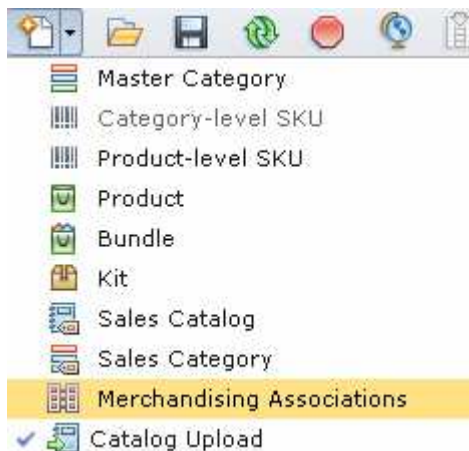 Master Category
Category-level SKU
Product-level SKU
Product
Bundle
Kit
Sales Catalog
Sales Category
Merchandising Associations
Catalog Upload